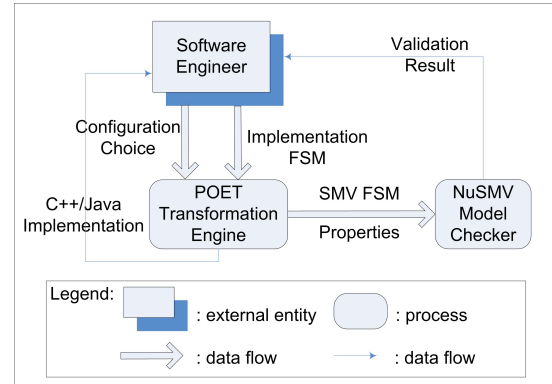 Software
Engineer
Validation
Result
Configuration
Choice
Implementation
FSM
C++/Java
Implementation
POET
Transformation
Engine
SMV FSM
Properties
NuSMV
Model
Checker
Legend:
: external entity
: process
: data flow
: data flow